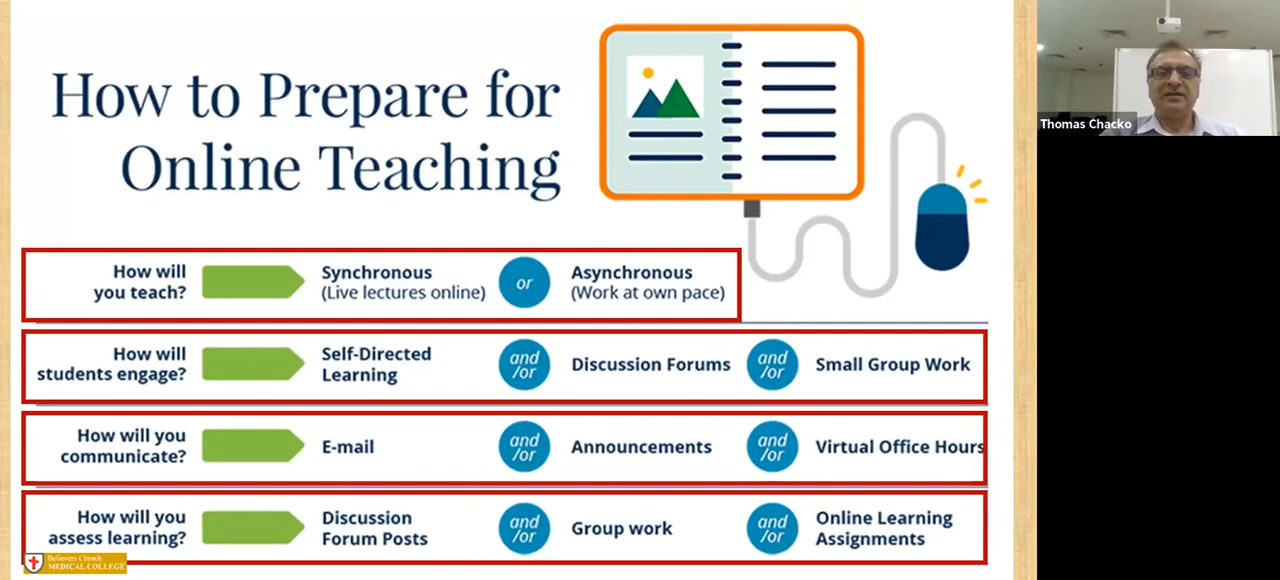 How to Prepare for
Online Teaching
Thomas Chacko
How will
you teach?
Synchronous
(Live lectures online)
or
Asynchronous
(Work at own pace)
How will
students engage?
Self-Directed
Learning
and
/or
Discussion Forums
and
/or
Small Group Work
How will you
communicate?
E-mail
and
/or
Announcements
and
/or
Virtual Office Hours
How will you
assess learning?
Discussion
Forum Posts
and
/or
Group work
and
/or
Online Learning
Assignments
Believers Church
MEDICAL COLLEGE